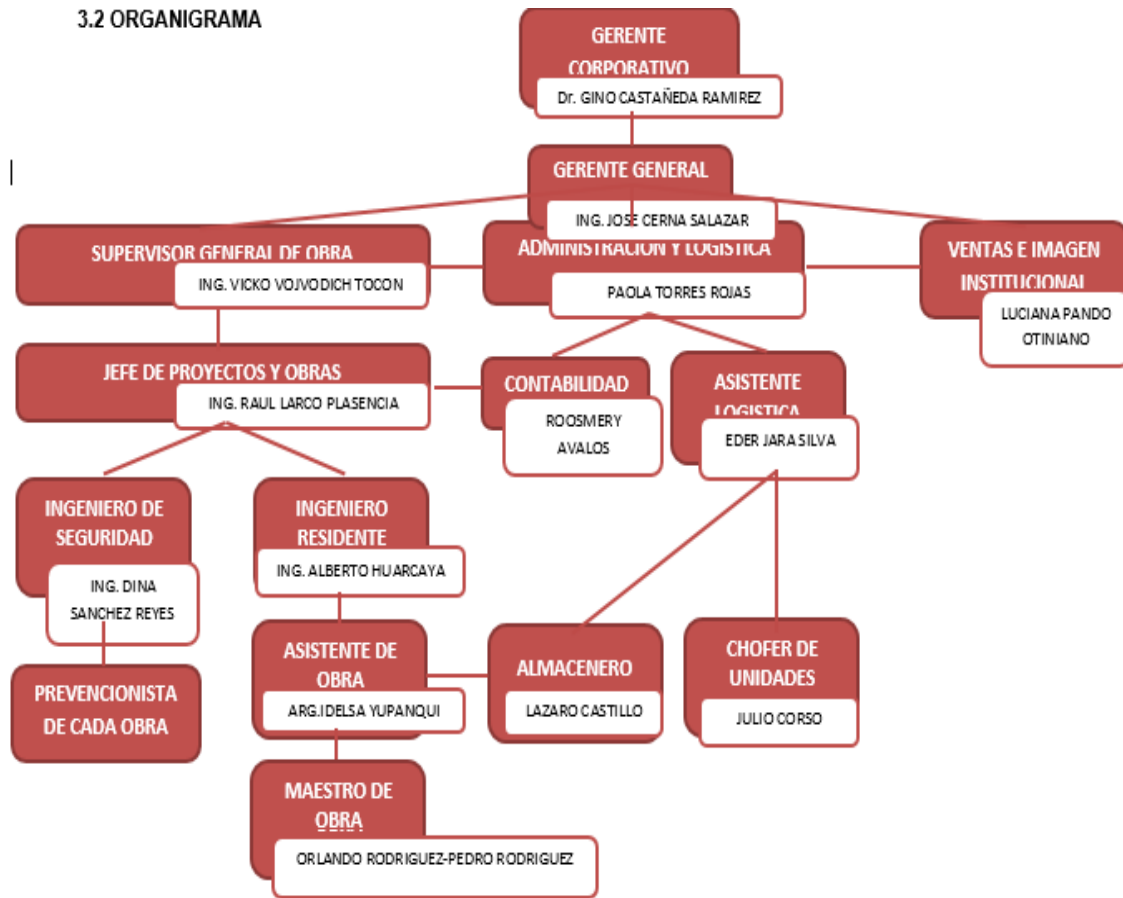 3.2 ORGANIGRAMA
GERENTE
CORPORATIVO
Dr. GINO CASTAÑEDA RAMIREZ
GERENTE GENERAL
ING. JOSE CERNA SALAZAR
SUPERVISOR GENERAL DE OBRA
ING. VICKO VOJVODICH TOCON
ADMINISTRACION Y LOGISTICA
PAOLA TORRES ROJAS
VENTAS E IMAGEN
INSTITUCIONAL
LUCIANA PANDO
OTINIANO
JEFE DE PROYECTOS Y OBRAS
ING. RAUL LARCO PLASENCIA
CONTABILIDAD
ROOSMERY
AVALOS
ASISTENTE
LOGISTICA
EDER JARA SILVA
INGENIERO DE
SEGURIDAD
ING. DINA
SANCHEZ REYES
INGENIERO
RESIDENTE
ING. ALBERTO HUARCAYA
PREVENCIONISTA
DE CADA OBRA
ASISTENTE DE
OBRA
ARG.IDELSA YUPANQUI
ALMACENERO
LAZARO CASTILLO
CHOFER DE
UNIDADES
JULIO CORSO
MAESTRO DE
OBRA
ORLANDO RODRIGUEZ-PEDRO RODRIGUEZ